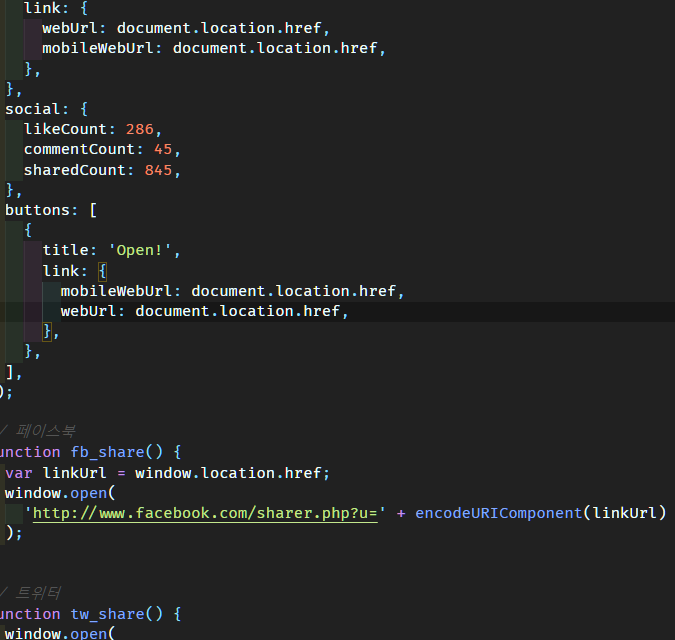 link: {
webUrl: document.location.href,
mobileWebUrl: document.location.href,
},
},
social: {
likeCount: 286,
commentCount: 45,
sharedCount: 845,
},
buttons: [
{
title: 'Open!',
link: {
mobileWebUrl: document.location.href,
webUrl: document.location.href,
},
},
],
);
/ 페이스북
unction fb_share() {
var linkUrl = window.location.href;
window.open(
'http://www.facebook.com/sharer.php?u=' + encodeURIComponent(linkUrl)
);
/ 트위터
unction tw_share() {
window.open(